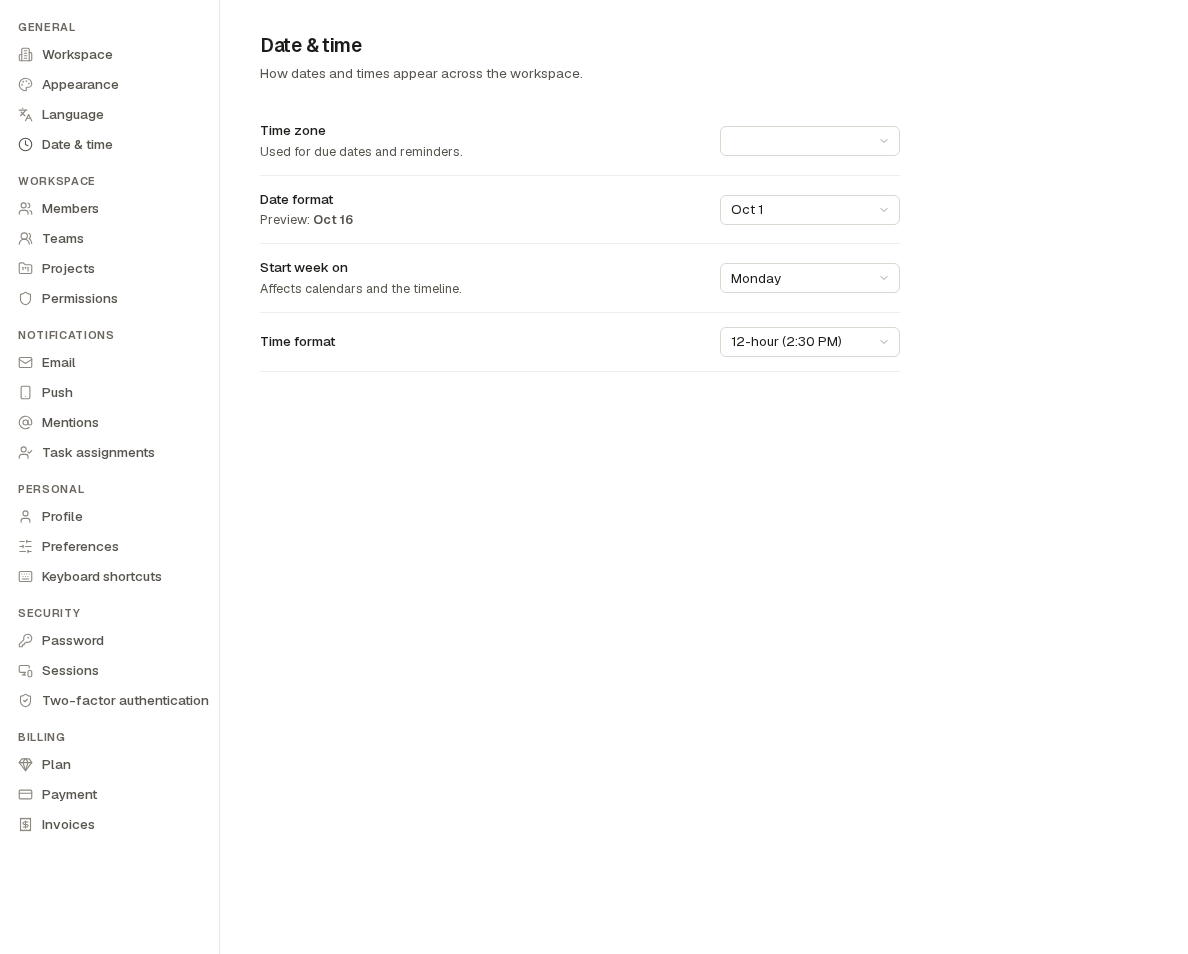 GENERAL
Workspace
Appearance
Language
Date & time
WORKSPACE
Members
Teams
Projects
Permissions
NOTIFICATIONS
Email
Push
Mentions
Task assignments
PERSONAL
Profile
Preferences
Keyboard shortcuts
SECURITY
Password
Sessions
Two-factor authentication
BILLING
Plan
Payment
Invoices
Date & time
How dates and times appear across the workspace.
Time zone
Used for due dates and reminders.
Date format
Preview: Oct 16
Oct 1
Start week on
Affects calendars and the timeline.
Monday
Time format
12-hour (2:30 PM)